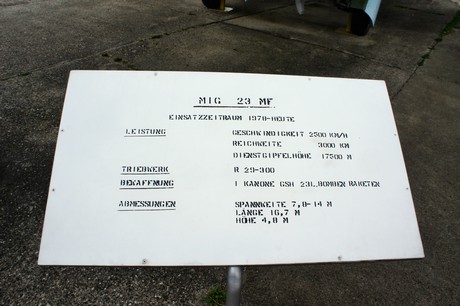 MIG 23 MF
EINSATZZEITRAUM 1978-HEUTE
LEISTUNG GESCHWINDIGKEIT 2500 KM/H
REICHWEITE 3000 KM
DIENSTGIPFELHÖHE 17500 M
TRIEBWERK R 29-300
BEWAFFNUNG 1 KANONE GSH 23L, BOMBEN RAKETEN
ABMESSUNGEN SPANNWEITE 7,8-14 M
LÄNGE 16,7 M
HÖHE 4,8 M